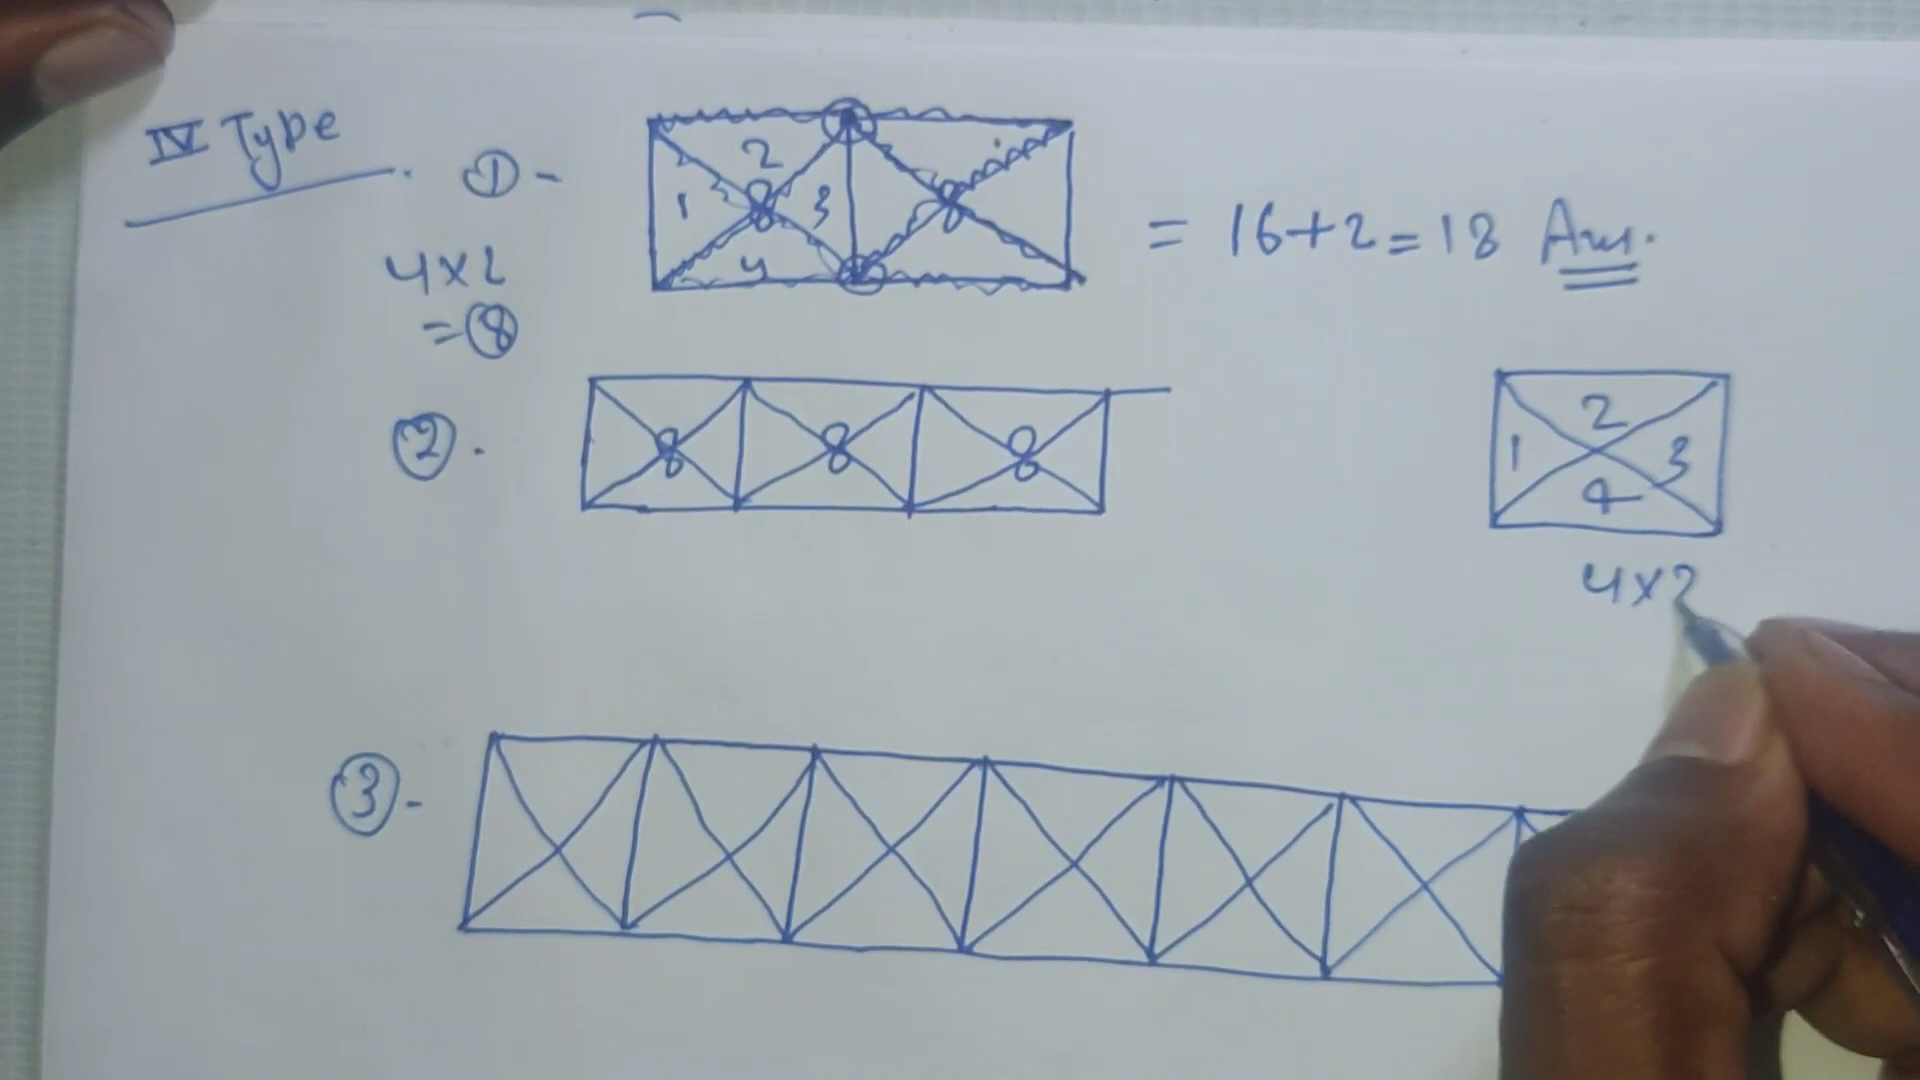 IV Type
① -
2
1 8 3 8
4
= 16+2=18 Ans.
4×2
=⑧
② -
8 8 8
2
1 3
4
4×2
③ -